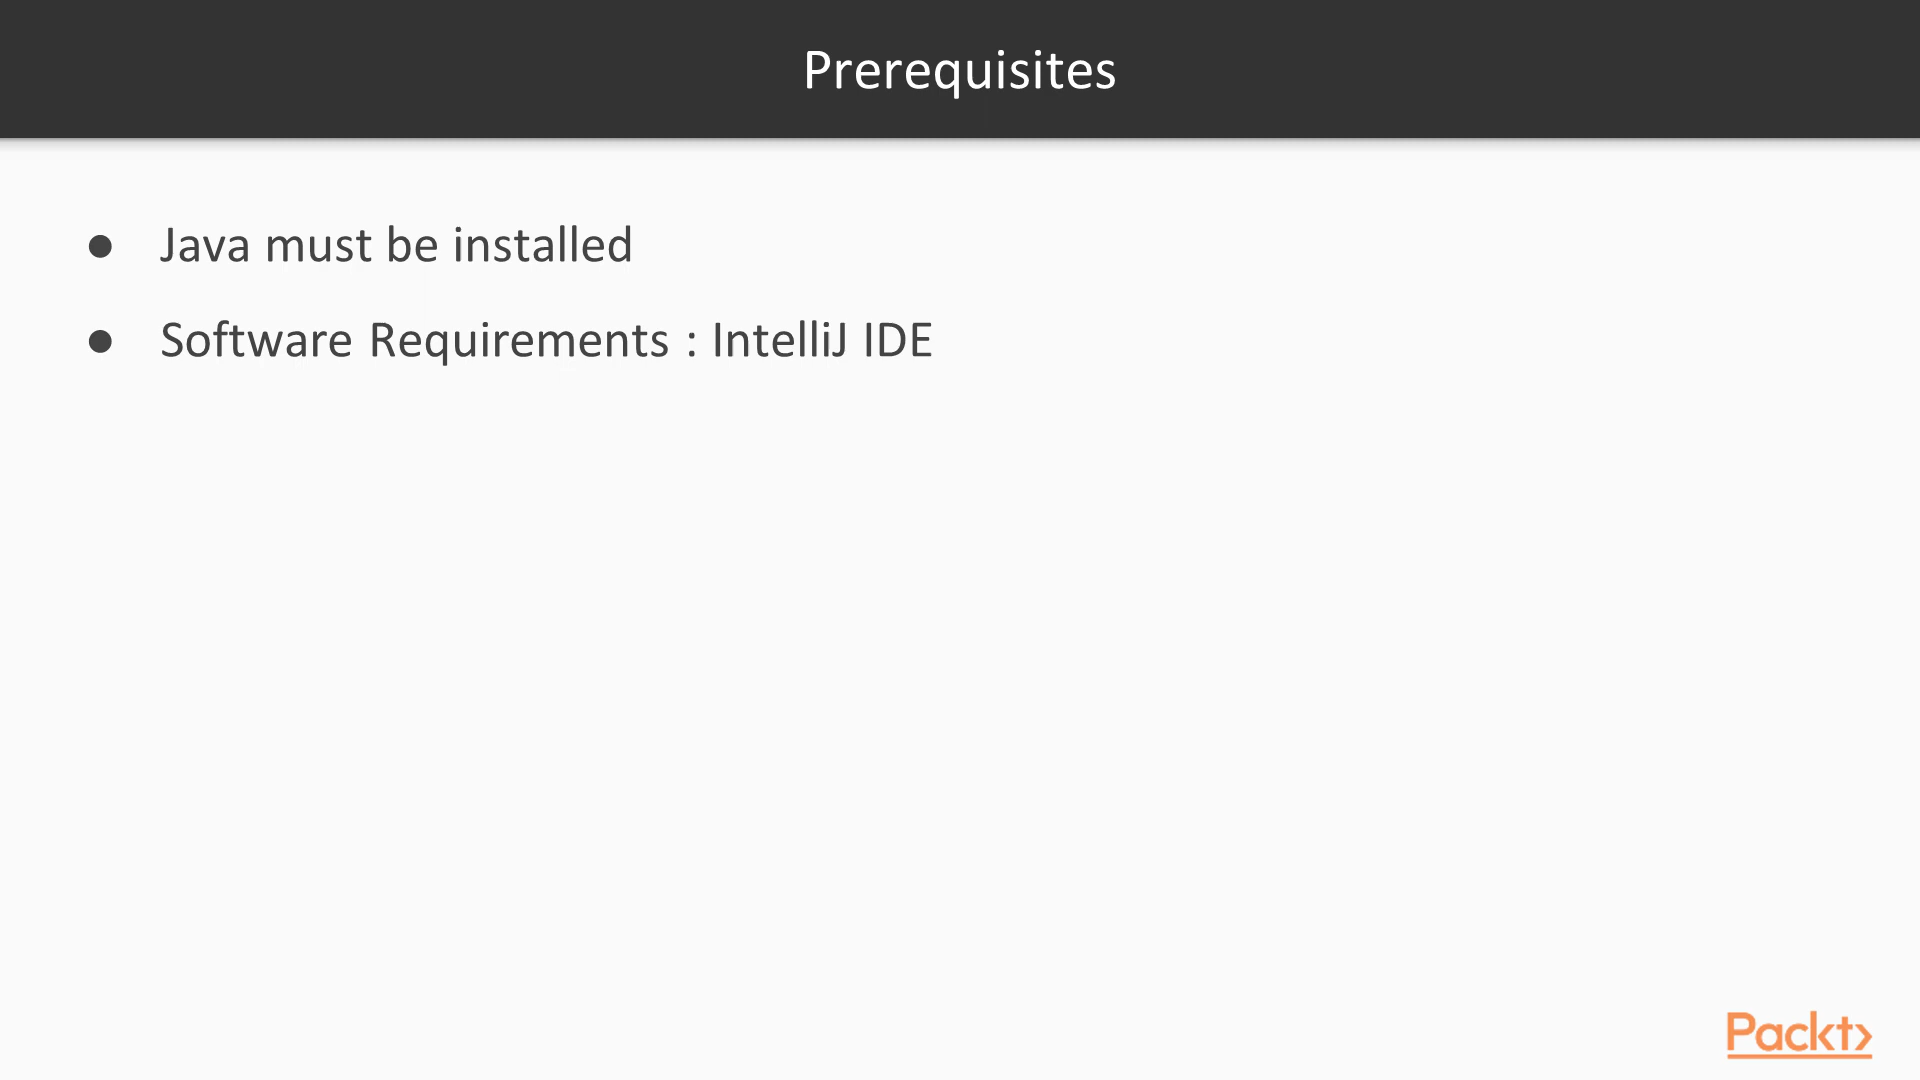 Prerequisites
● Java must be installed
● Software Requirements : IntelliJ IDE
Packt>